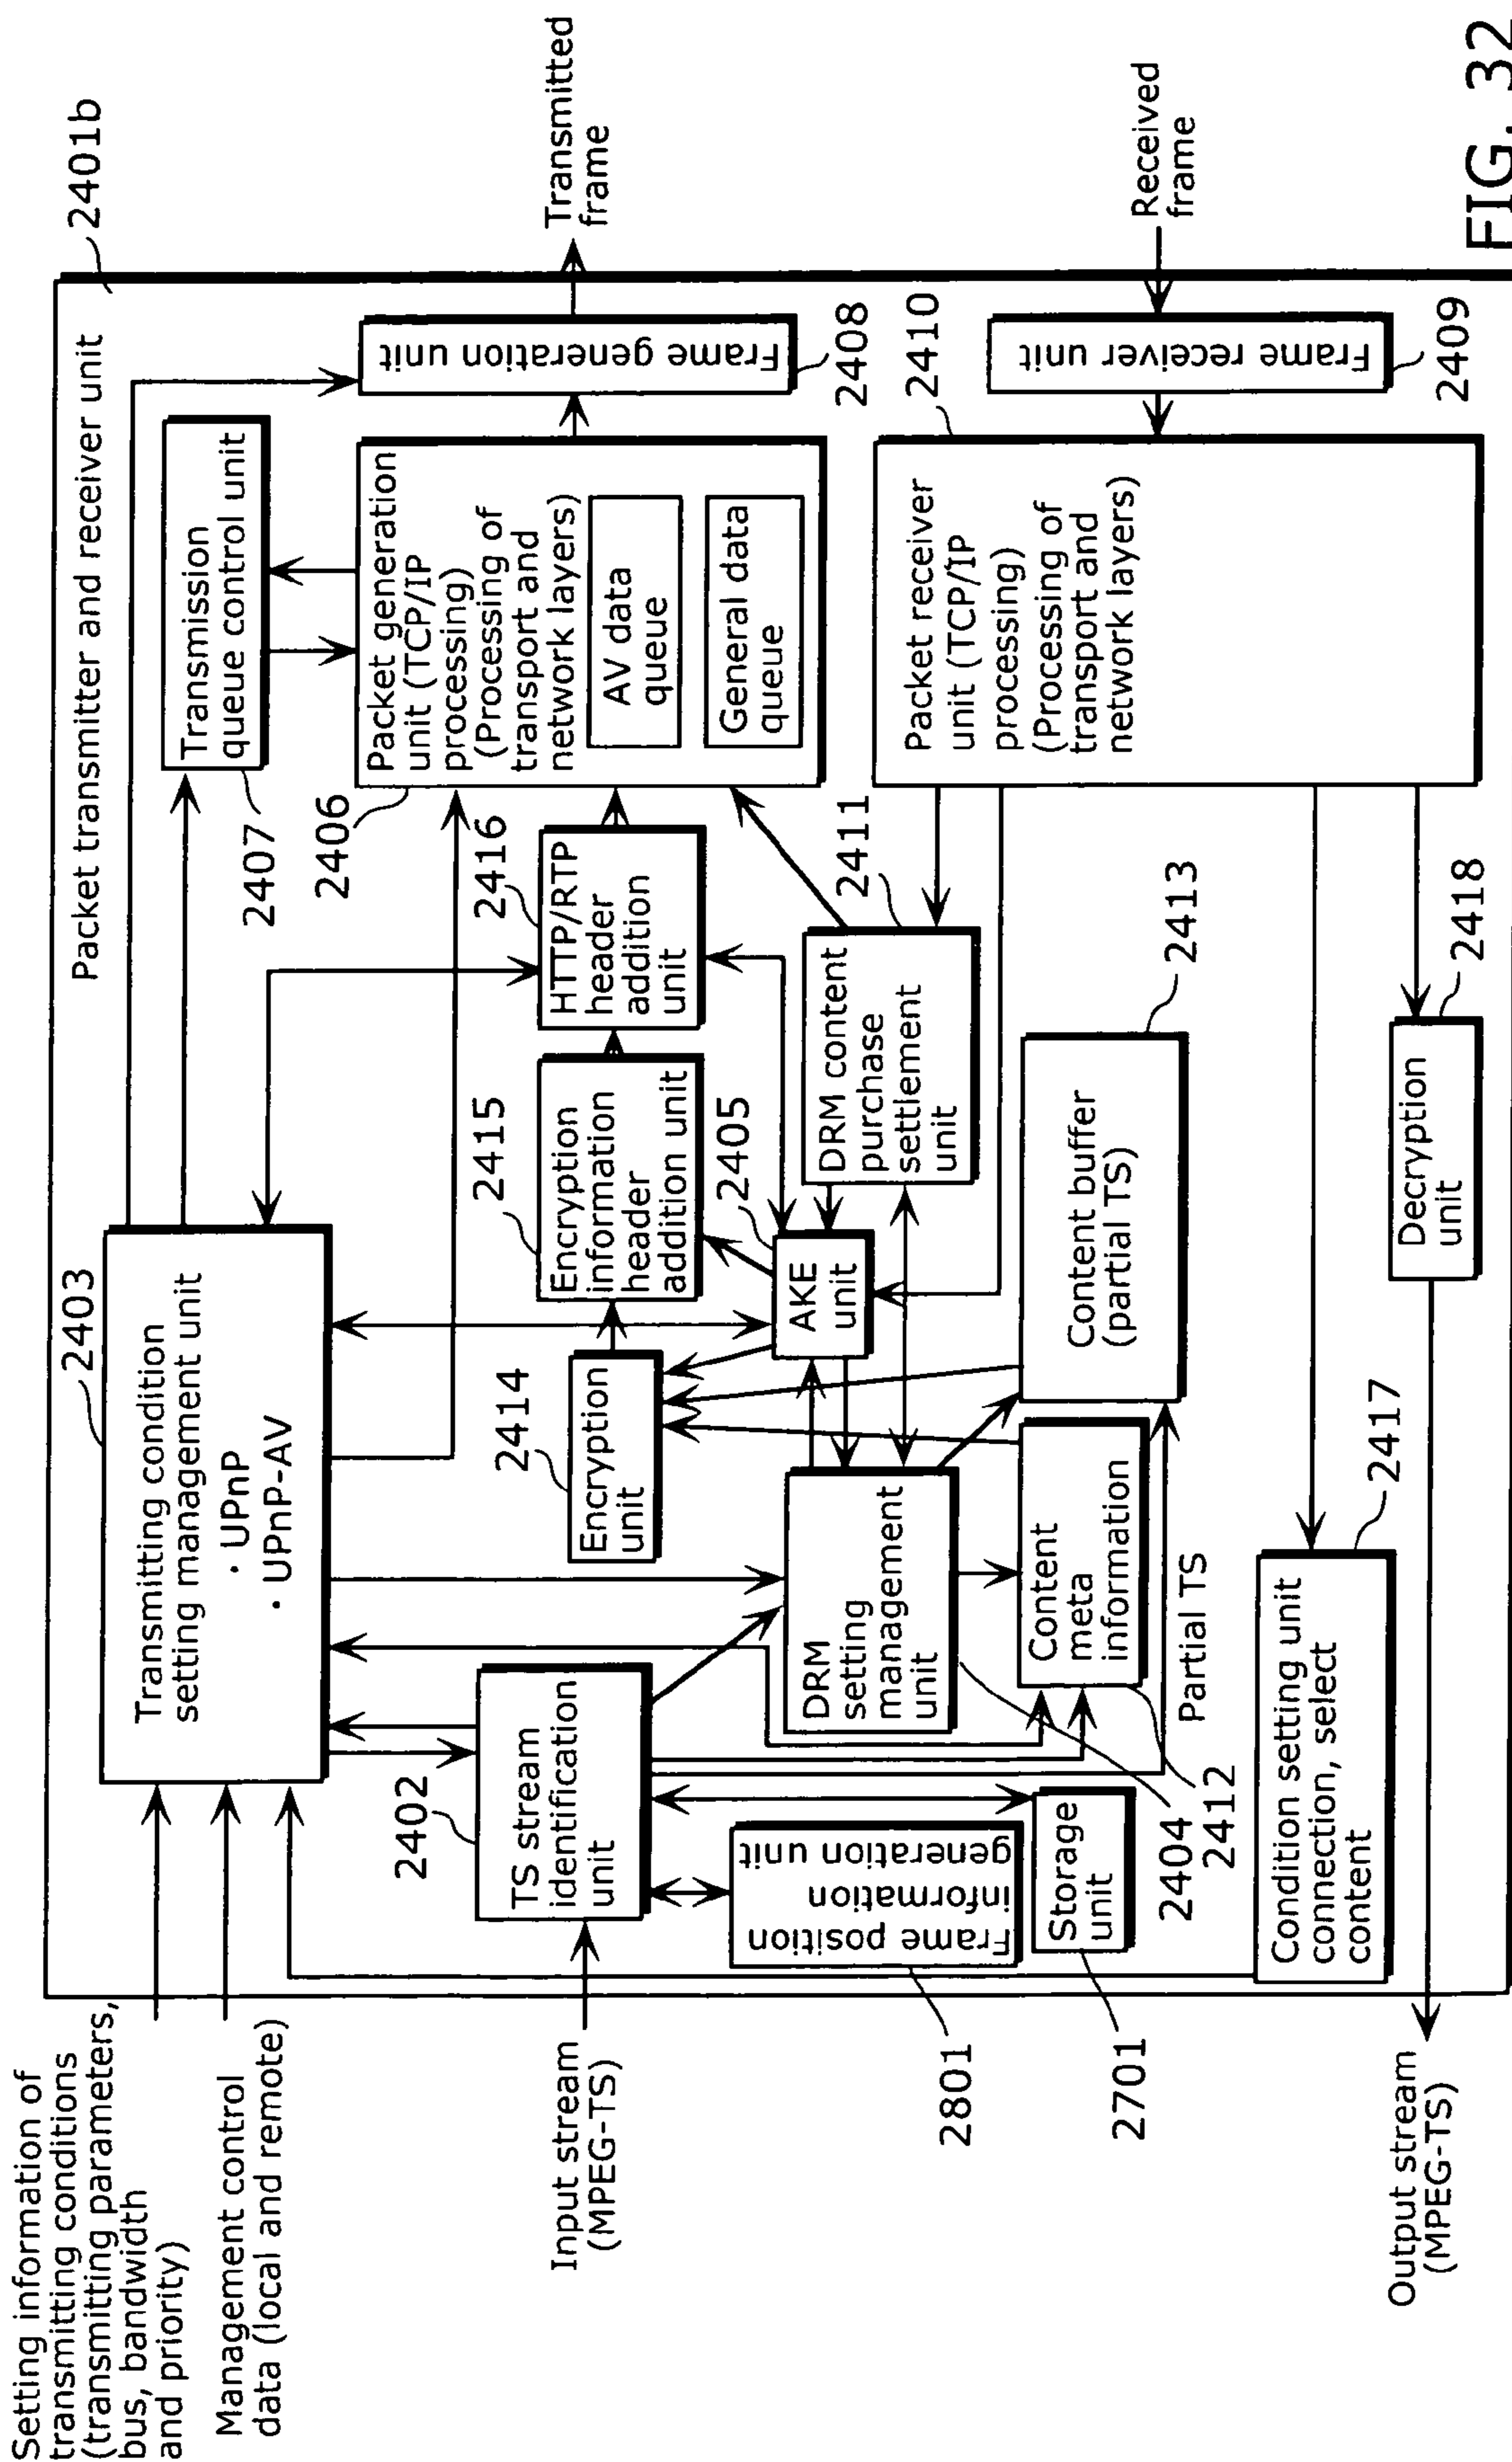 Setting information of
transmitting conditions
(transmitting parameters,
bus, bandwidth
and priority)
Management control
data (local and remote)
Input stream
(MPEG-TS)
Output stream
(MPEG-TS)
Packet transmitter and receiver unit
2401b
2403
Transmitting condition
setting management unit
· UPnP
· UPnP-AV
Transmission
queue control unit
2407
2406
Packet generation
unit (TCP/IP
processing)
(Processing of
transport and
network layers)
AV data
queue
General data
queue
Frame generation unit
2408
Transmitted
frame
2402
TS stream
identification
unit
2414
Encryption
unit
2415
Encryption
information
header
addition unit
2416
HTTP/RTP
header
addition
unit
2405
AKE
unit
2411
DRM content
purchase
settlement
unit
2410
Packet receiver
unit (TCP/IP
processing)
(Processing of
transport and
network layers)
Frame receiver unit
2409
Received
frame
Frame position
information
generation unit
2801
Storage
unit
2701
DRM
setting
management
unit
2404
2412
Content
meta
information
Partial TS
Content buffer
(partial TS)
2413
Condition setting unit
connection, select
content
2417
Decryption
unit
2418
FIG. 32